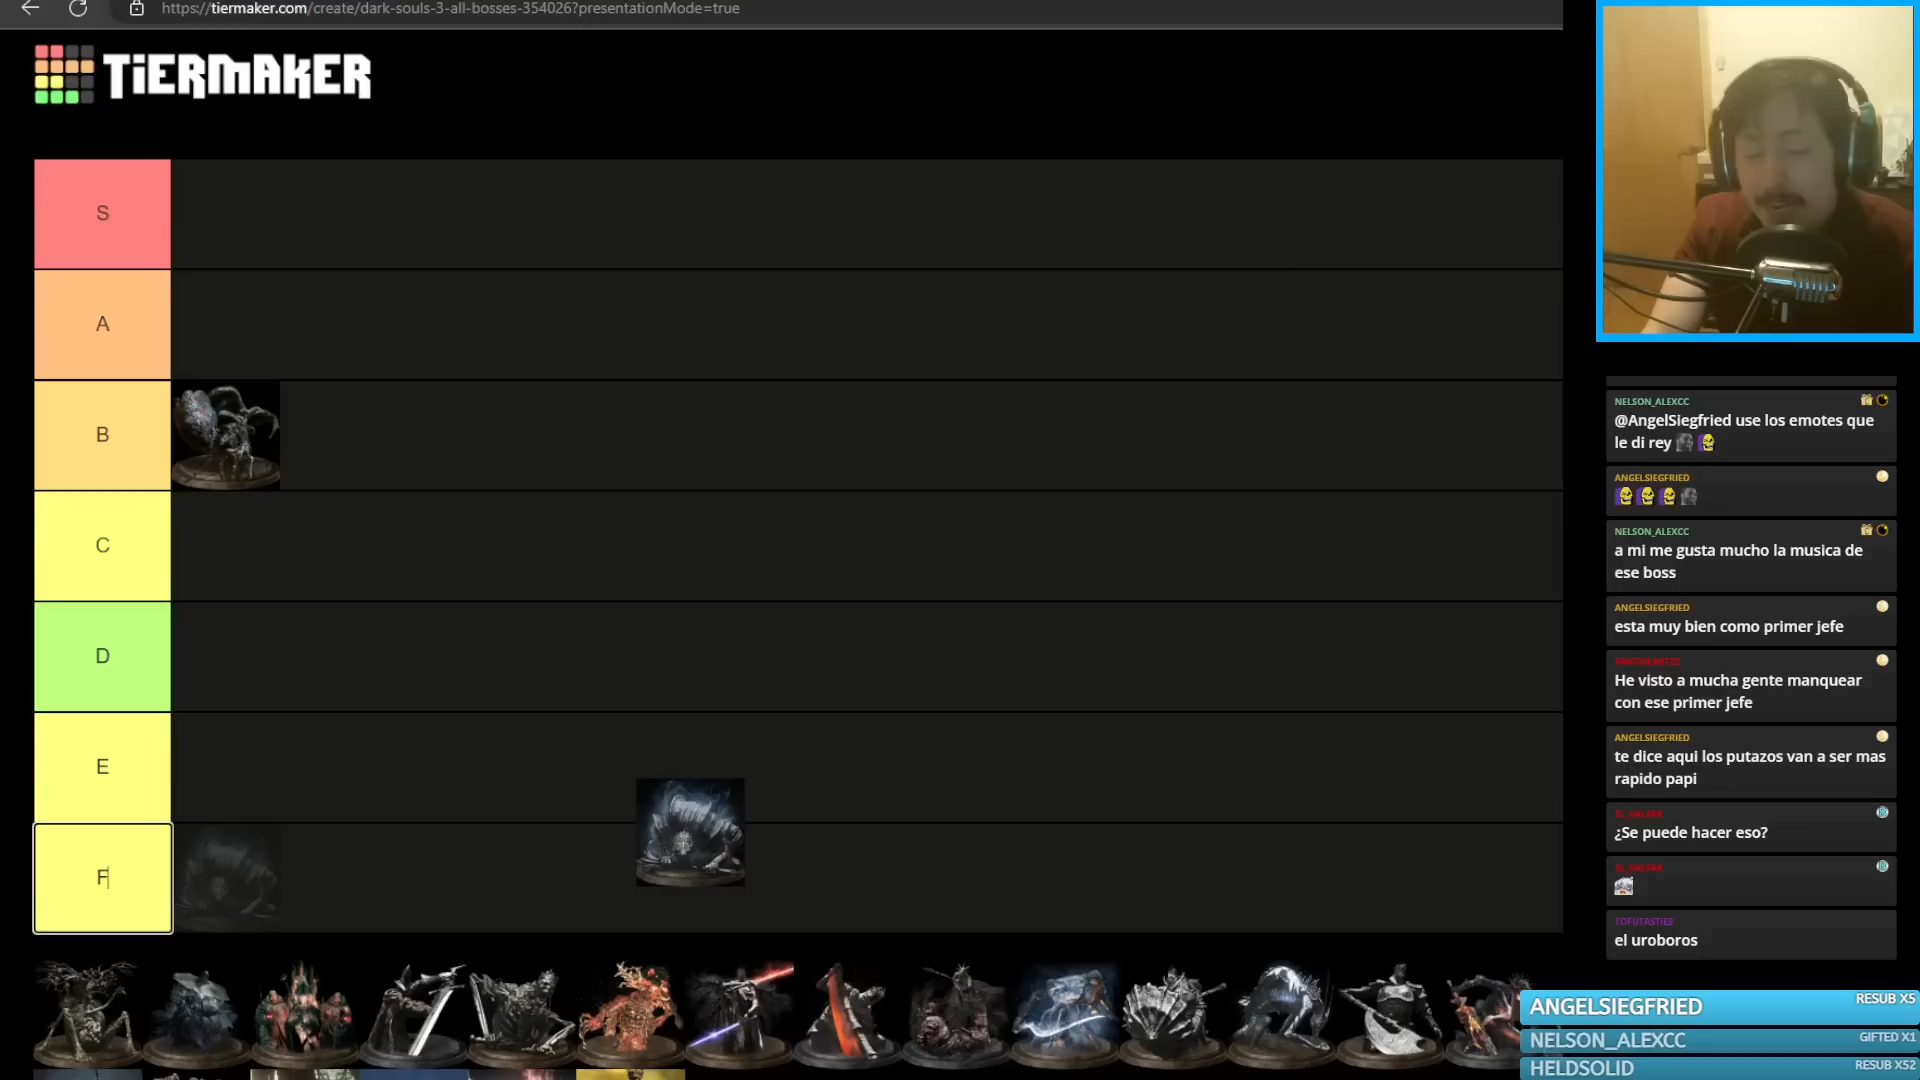 https://tiermaker.com/create/dark-souls-3-all-bosses-354026?presentationMode=true
TiERMAKER
S
A
B
C
D
E
F
NELSON_ALEXCC
@AngelSiegfried use los emotes que
le di rey
ANGELSIEGFRIED
NELSON_ALEXCC
a mi me gusta mucho la musica de
ese boss
ANGELSIEGFRIED
esta muy bien como primer jefe
He visto a mucha gente manquear
con ese primer jefe
ANGELSIEGFRIED
te dice aqui los putazos van a ser mas
rapido papi
¿Se puede hacer eso?
TOFUTASTIES
el uroboros
ANGELSIEGFRIED RESUB X5
NELSON_ALEXCC GIFTED X1
HELDSOLID RESUB X52